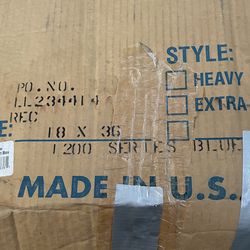 STYLE:
PO.NO.
HEAVY
LL234414
EXTRA-
REC
E: 18 X 36
1200 SERIES BLUE
MADE IN U.S.